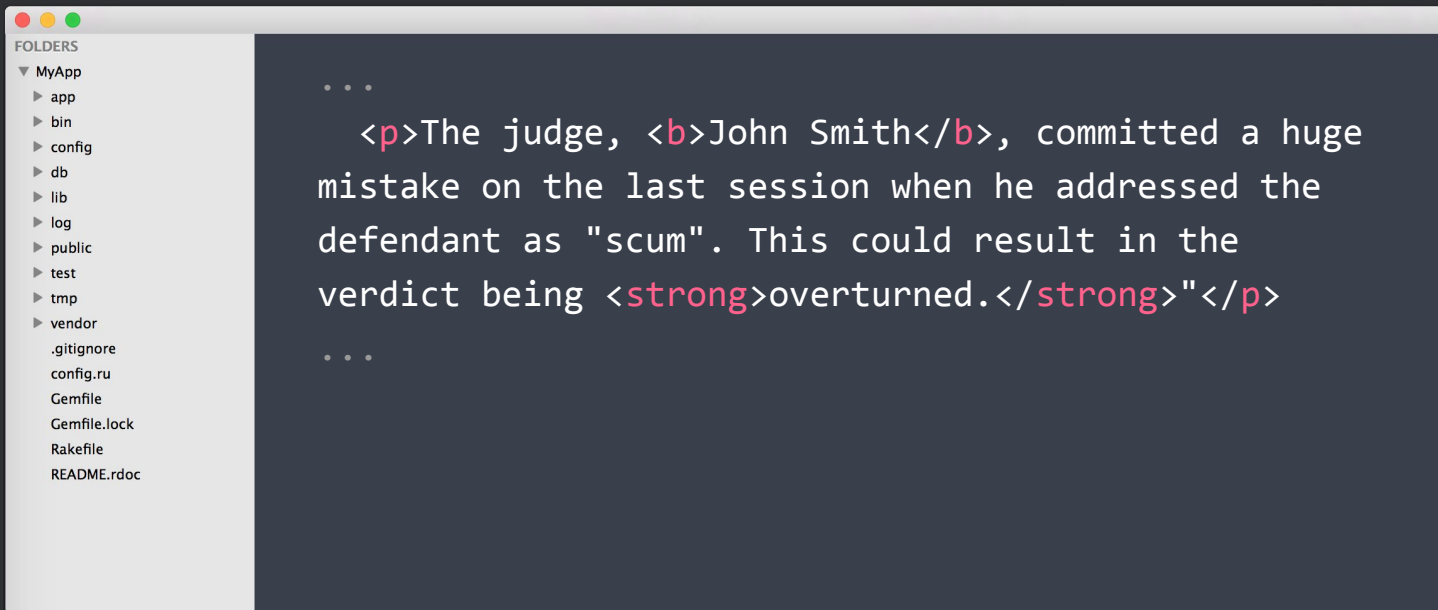 FOLDERS
MyApp
app
bin
config
db
lib
log
public
test
tmp
vendor
.gitignore
config.ru
Gemfile
Gemfile.lock
Rakefile
README.rdoc
...
<p>The judge, <b>John Smith</b>, committed a huge
mistake on the last session when he addressed the
defendant as "scum". This could result in the
verdict being <strong>overturned.</strong>"</p>
...